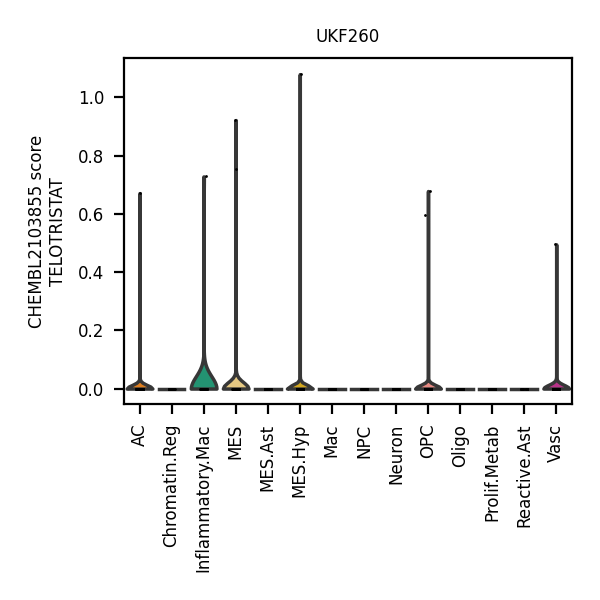 UKF260
CHEMBL2103855 score
TELOTRISTAT
1.0
0.8
0.6
0.4
0.2
0.0
AC
Chromatin.Reg
Inflammatory.Mac
MES
MES.Ast
MES.Hyp
Mac
NPC
Neuron
OPC
Oligo
Prolif.Metab
Reactive.Ast
Vasc